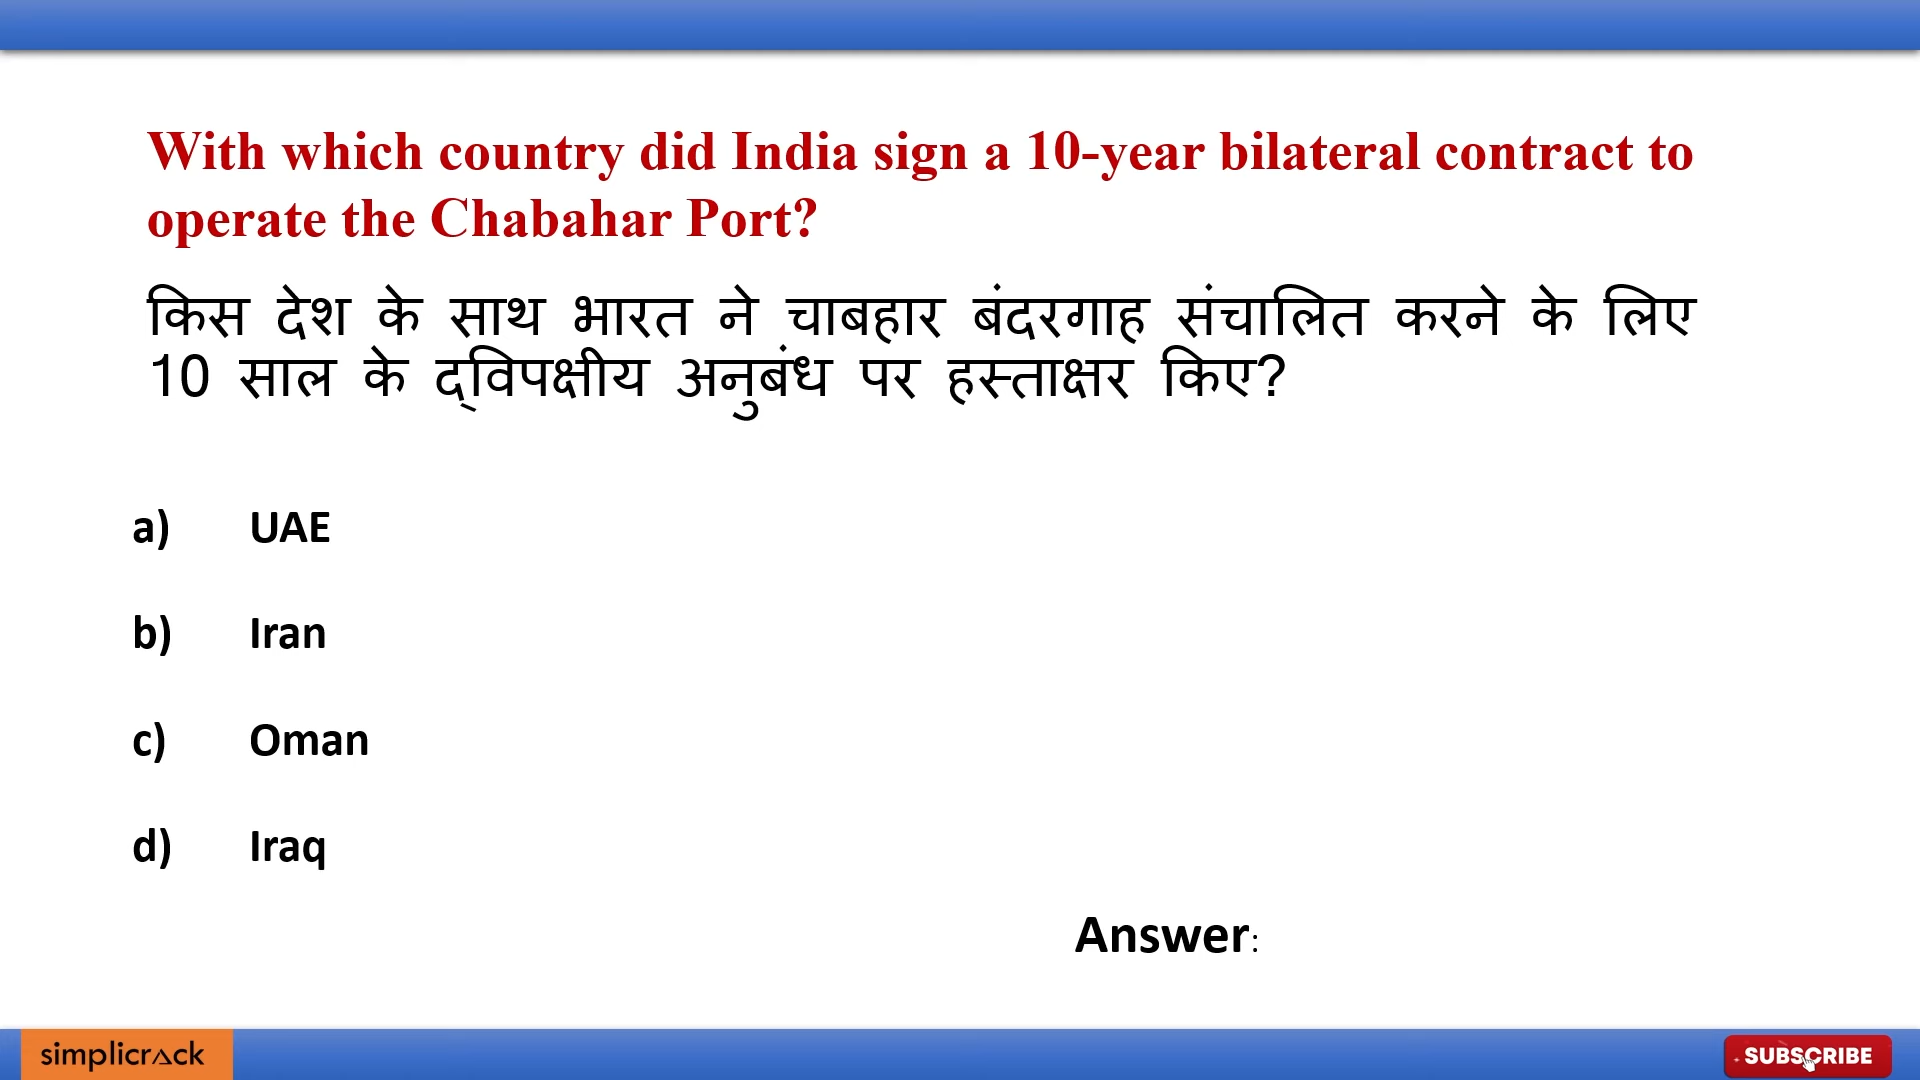 With which country did India sign a 10-year bilateral contract to
operate the Chabahar Port?
किस देश के साथ भारत ने चाबहार बंदरगाह संचालित करने के लिए
10 साल के द्विपक्षीय अनुबंध पर हस्ताक्षर किए?
a) UAE
b) Iran
c) Oman
d) Iraq
Answer:
simplicrack
SUBSCRIBE